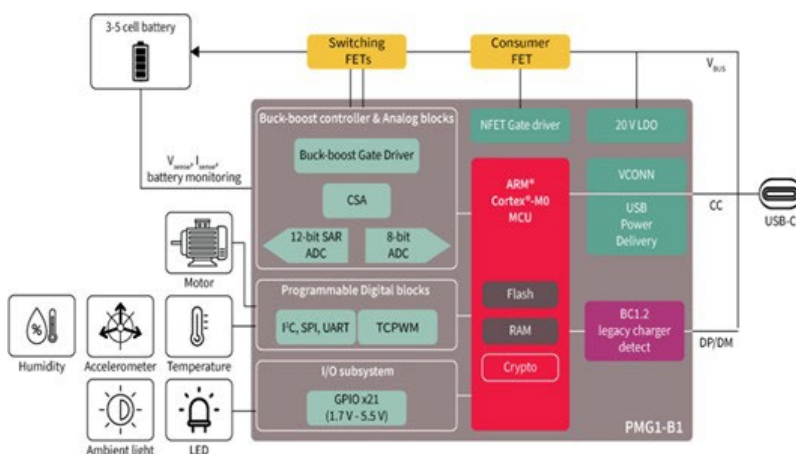 3-5 cell battery
Switching
FETs
Consumer
FET
VBUS
Buck-boost controller & Analog blocks
NFET Gate driver
20 V LDO
Buck-boost Gate Driver
Vsense, Isense,
battery monitoring
CSA
ARM®
Cortex®-M0
MCU
VCONN
USB
Power
Delivery
CC
USB-C
12-bit SAR
ADC
8-bit
ADC
Motor
Programmable Digital blocks
I²C, SPI, UART
TCPWM
Flash
RAM
Crypto
BC1.2
legacy charger
detect
DP/DM
%
Humidity
Accelerometer
Temperature
I/O subsystem
GPIO x21
(1.7 V - 5.5 V)
PMG1-B1
Ambient light
LED